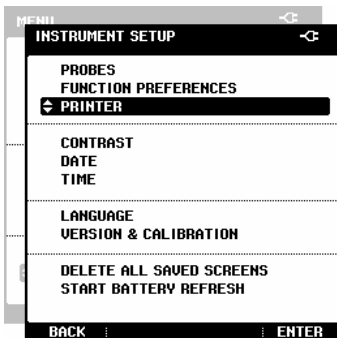 MENU
INSTRUMENT SETUP
PROBES
FUNCTION PREFERENCES
PRINTER
CONTRAST
DATE
TIME
LANGUAGE
VERSION & CALIBRATION
DELETE ALL SAVED SCREENS
START BATTERY REFRESH
BACK ENTER